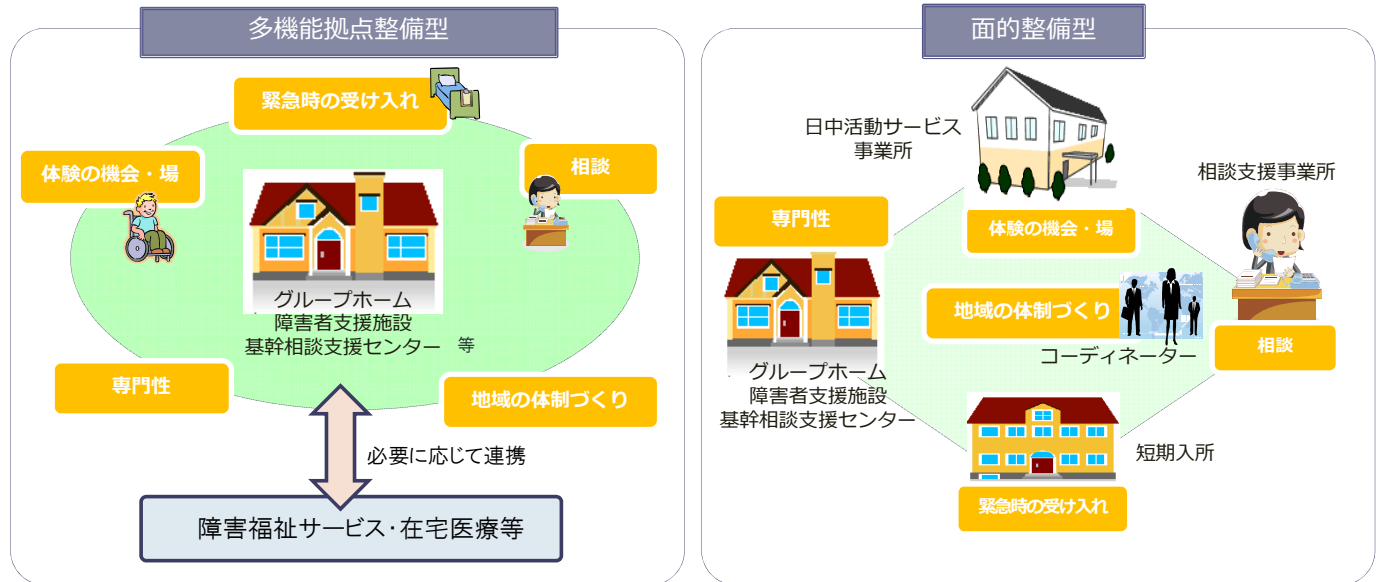 多機能拠点整備型
緊急時の受け入れ
体験の機会・場
相談
グループホーム
障害者支援施設
基幹相談支援センター 等
専門性
地域の体制づくり
必要に応じて連携
障害福祉サービス・在宅医療等
面的整備型
日中活動サービス
事業所
体験の機会・場
相談支援事業所
相談
専門性
グループホーム
障害者支援施設
基幹相談支援センター
地域の体制づくり
コーディネーター
短期入所
緊急時の受け入れ